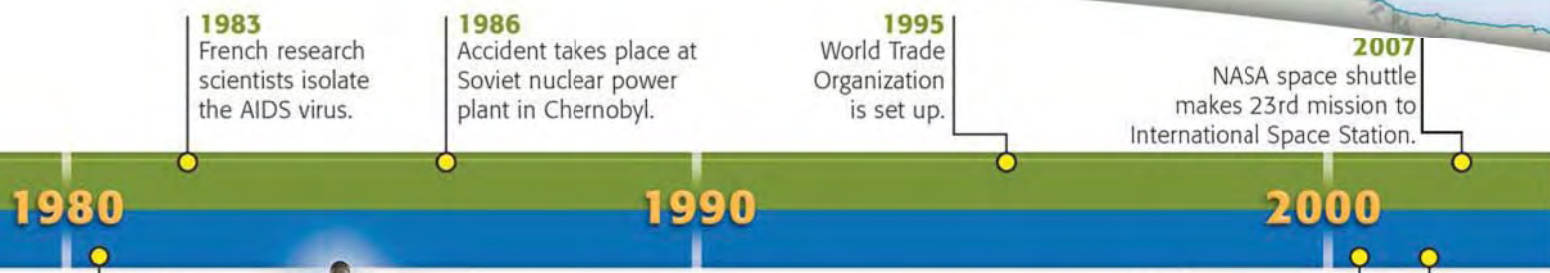 1983
French research
scientists isolate
the AIDS virus.
1986
Accident takes place at
Soviet nuclear power
plant in Chernobyl.
1995
World Trade
Organization
is set up.
2007
NASA space shuttle
makes 23rd mission to
International Space Station.
1980
1990
2000